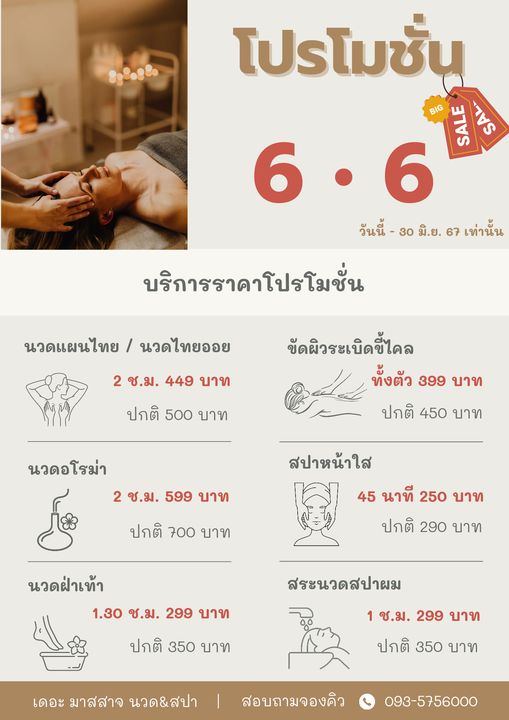 โปรโมชั่น
BIG
SALE
SALE
6 • 6
วันนี้ - 30 มิ.ย. 67 เท่านั้น
บริการราคาโปรโมชั่น
นวดแผนไทย / นวดไทยออย
2 ช.ม. 449 บาท
ปกติ 500 บาท
ขัดผิวระเบิดขี้ไคล
ทั้งตัว 399 บาท
ปกติ 450 บาท
นวดอโรม่า
2 ช.ม. 599 บาท
ปกติ 700 บาท
สปาหน้าใส
45 นาที 250 บาท
ปกติ 290 บาท
นวดฝ่าเท้า
1.30 ช.ม. 299 บาท
ปกติ 350 บาท
สระนวดสปาผม
1 ช.ม. 299 บาท
ปกติ 350 บาท
เดอะ มาสสาจ นวด&สปา | สอบถามจองคิว 093-5756000